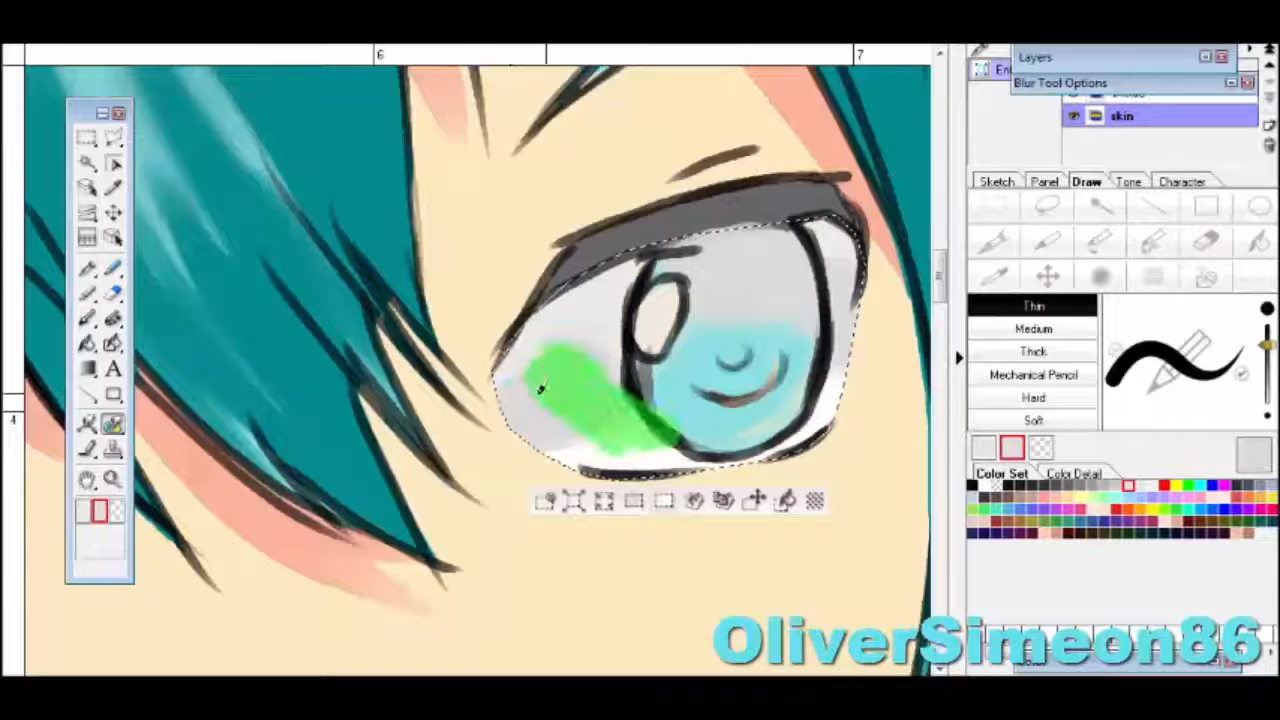 6
7
Layers
Blur Tool Options
skin
Sketch Panel Draw Tone Character
Thin
Medium
Thick
Mechanical Pencil
Hard
Soft
4
A
Color Set Color Detail
OliverSimeon86